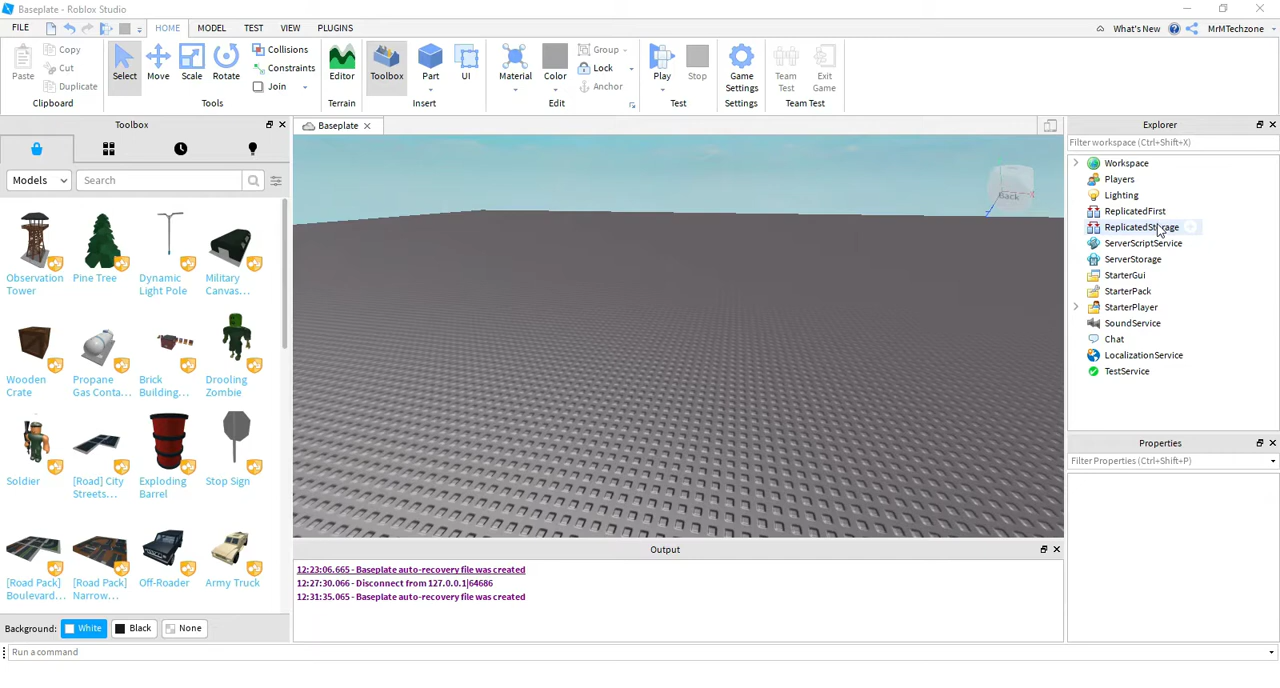 Baseplate - Roblox Studio
FILE HOME MODEL TEST VIEW PLUGINS
What's New MrMTechzone
Paste Copy Cut Duplicate
Clipboard
Select Move Scale Rotate Collisions Constraints Join
Tools
Editor
Terrain
Toolbox Part UI
Insert
Material Color Group Lock Anchor
Edit
Play Stop
Test
Game Settings
Settings
Team Test Exit Game
Team Test
Toolbox
Models Search
Observation Tower
Pine Tree
Dynamic Light Pole
Military Canvas...
Wooden Crate
Propane Gas Conta...
Brick Building...
Drooling Zombie
Soldier
[Road] City Streets...
Exploding Barrel
Stop Sign
[Road Pack] Boulevard...
[Road Pack] Narrow...
Off-Roader
Army Truck
Background: White Black None
Baseplate
Back
Output
12:23:06.665 - Baseplate auto-recovery file was created
12:27:30.066 - Disconnect from 127.0.0.1|64686
12:31:35.065 - Baseplate auto-recovery file was created
Explorer
Filter workspace (Ctrl+Shift+X)
Workspace
Players
Lighting
ReplicatedFirst
ReplicatedStorage
ServerScriptService
ServerStorage
StarterGui
StarterPack
StarterPlayer
SoundService
Chat
LocalizationService
TestService
Properties
Filter Properties (Ctrl+Shift+P)
Run a command